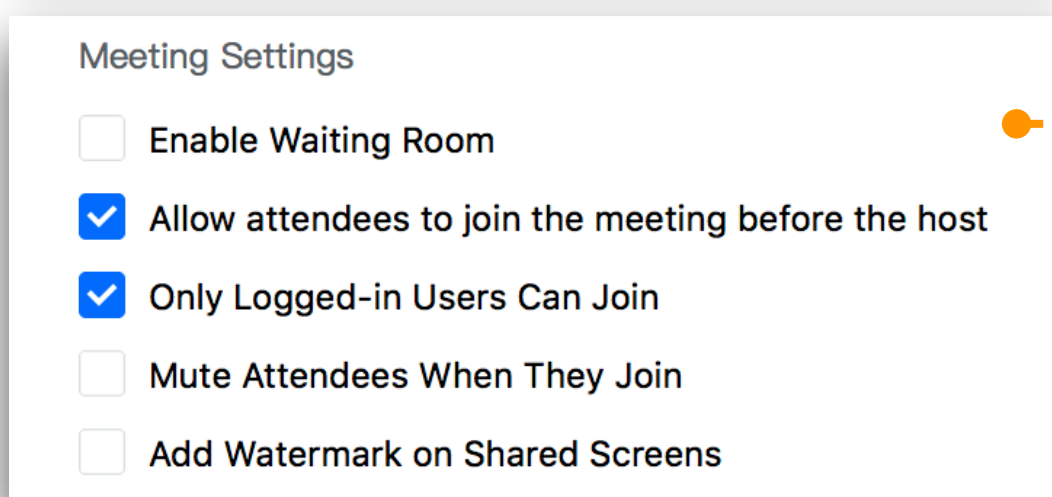 Meeting Settings
Enable Waiting Room
Allow attendees to join the meeting before the host
Only Logged-in Users Can Join
Mute Attendees When They Join
Add Watermark on Shared Screens